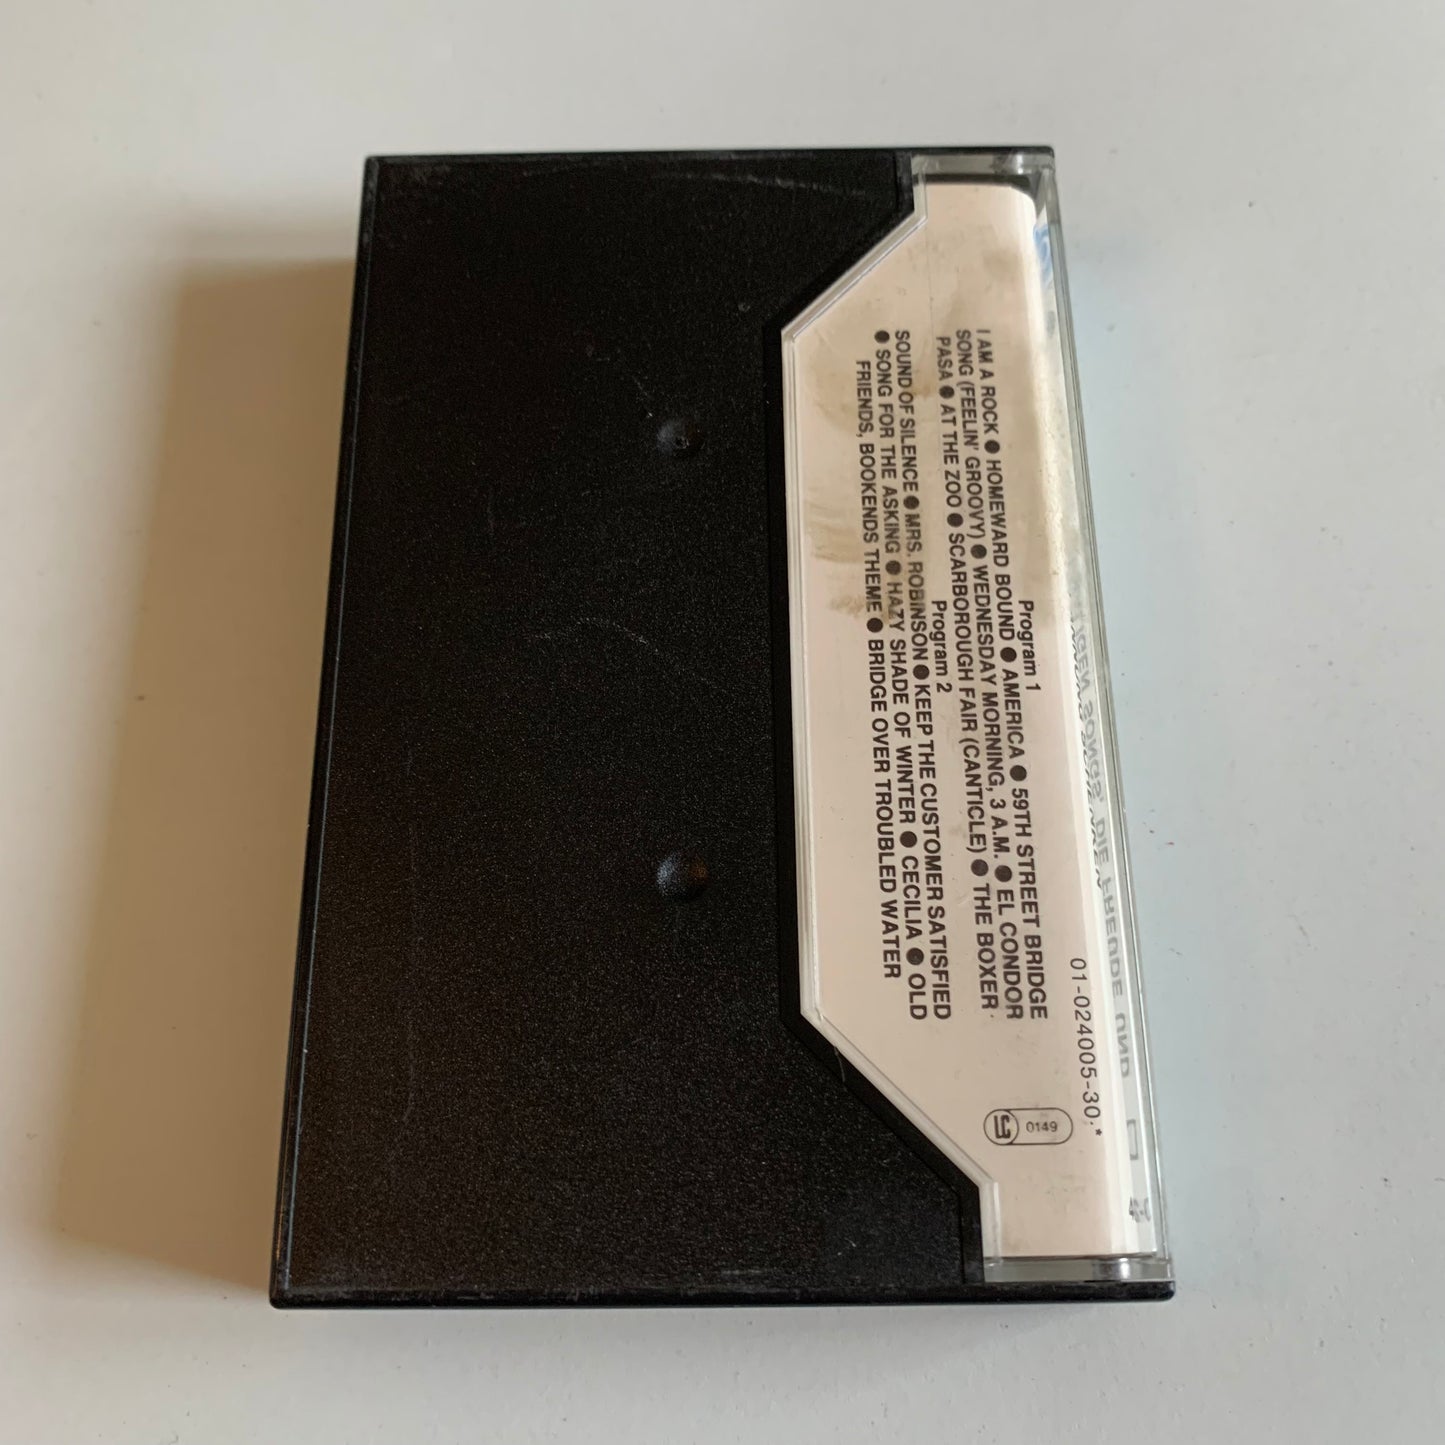 Program 1
I AM A ROCK ● HOMEWARD BOUND ● AMERICA ● 59TH STREET BRIDGE
SONG (FEELIN' GROOVY) ● WEDNESDAY MORNING, 3 A.M. ● EL CONDOR
PASA ● AT THE ZOO ● SCARBOROUGH FAIR (CANTICLE) ● THE BOXER
Program 2
SOUND OF SILENCE ● MRS. ROBINSON ● KEEP THE CUSTOMER SATISFIED
● SONG FOR THE ASKING ● HAZY SHADE OF WINTER ● CECILIA ● OLD
FRIENDS, BOOKENDS THEME ● BRIDGE OVER TROUBLED WATER
01-024005-30.*
0149